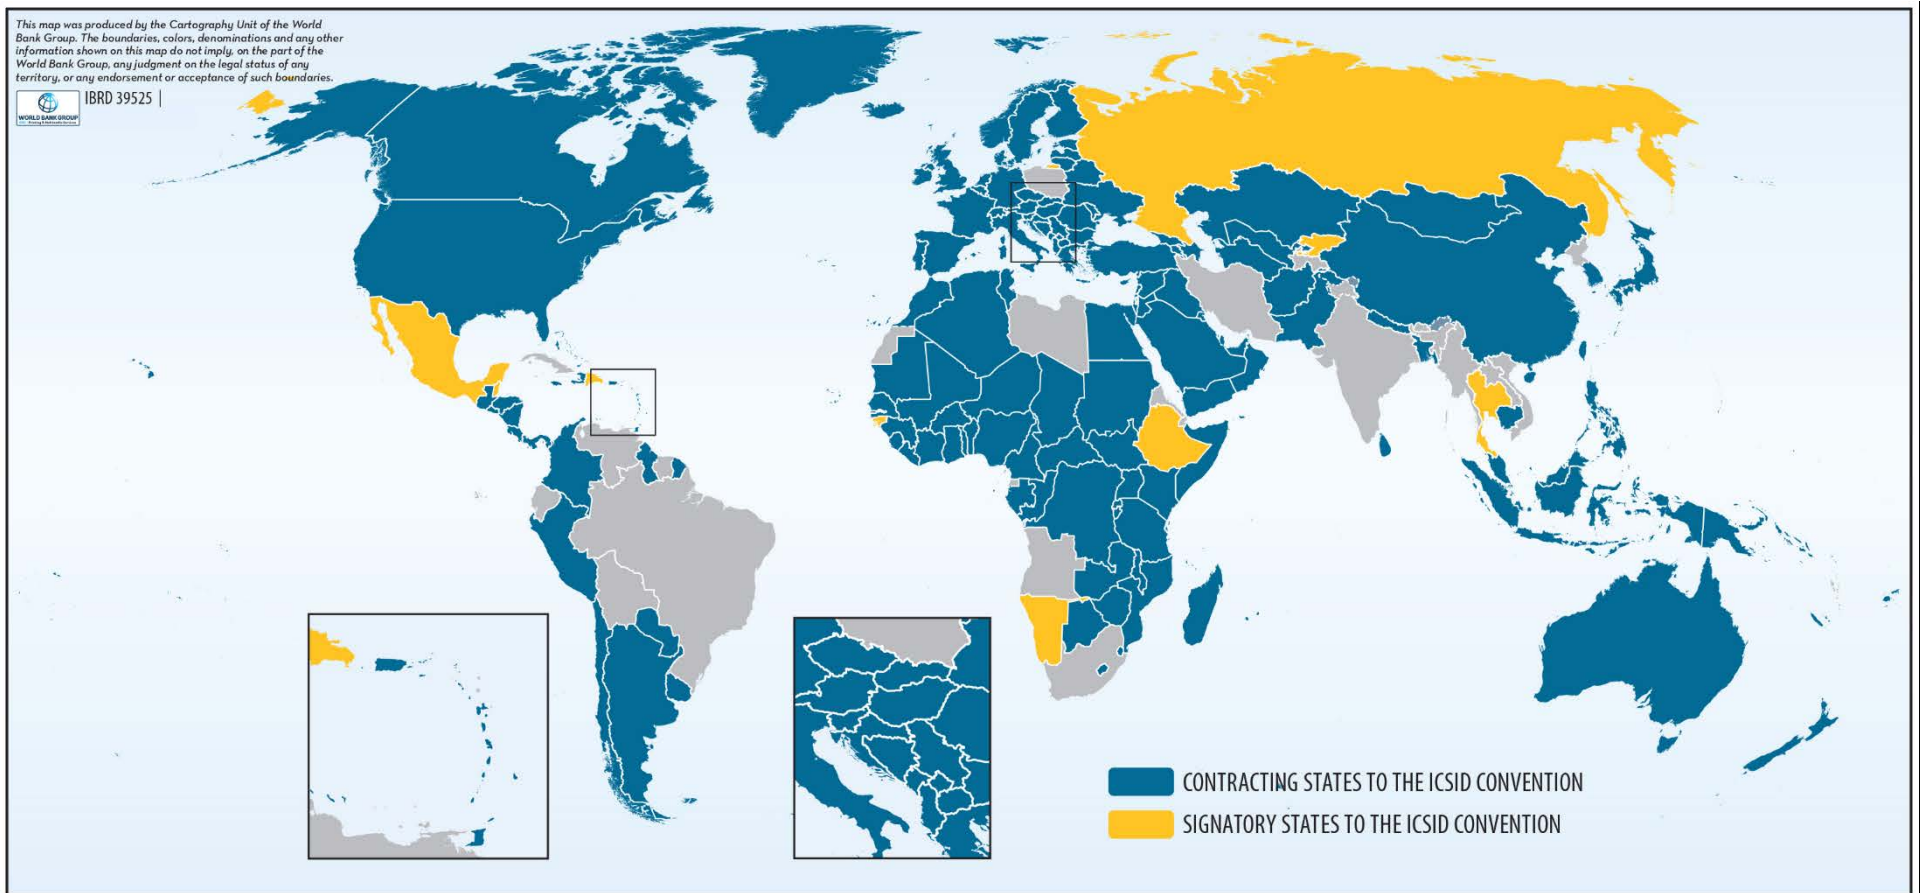 This map was produced by the Cartography Unit of the World
Bank Group. The boundaries, colors, denominations and any other
information shown on this map do not imply, on the part of the
World Bank Group, any judgment on the legal status of any
territory, or any endorsement or acceptance of such boundaries.
IBRD 39525 |
WORLD BANK GROUP
CONTRACTING STATES TO THE ICSID CONVENTION
SIGNATORY STATES TO THE ICSID CONVENTION